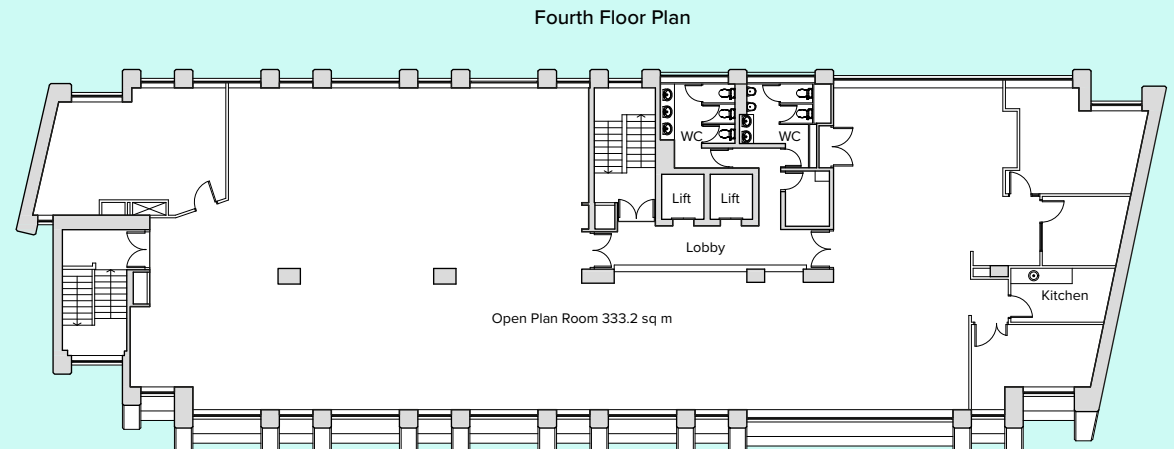 Fourth Floor Plan
WC
WC
Lift
Lift
Lobby
Kitchen
Open Plan Room 333.2 sq m